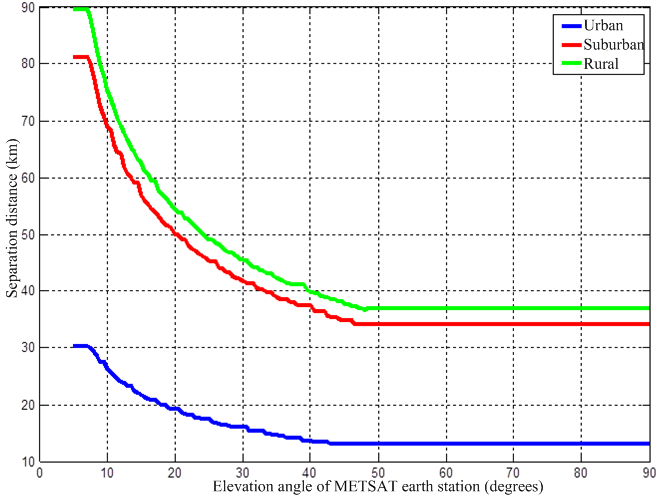 90
80
70
60
50
40
30
20
10
Separation distance (km)
Urban
Suburban
Rural
0 10 20 30 40 50 60 70 80 90
Elevation angle of METSAT earth station (degrees)